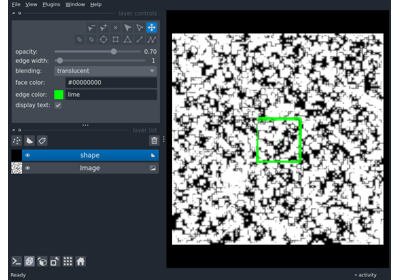 File View Plugins Window Help
layer controls
opacity: 0.70
edge width: 1
blending: translucent
face color: #00000000
edge color: lime
display text:
layer list
shape
Image
Ready
activity